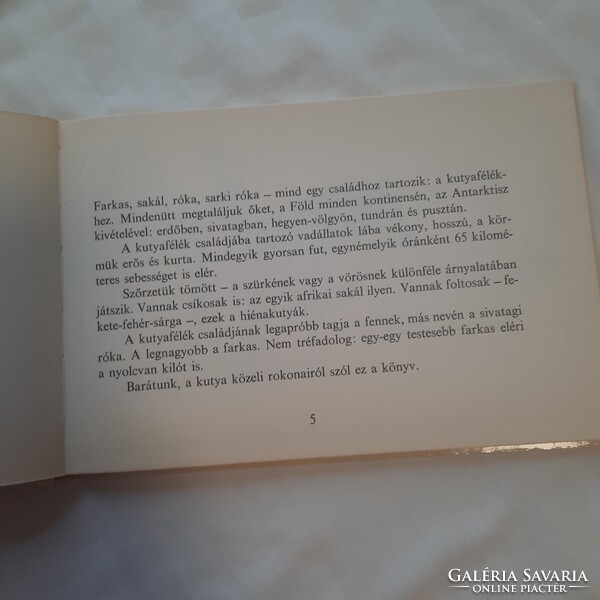 Farkas, sakál, róka, sarki róka – mind egy családhoz tartozik: a kutyafélék-
hez. Mindenütt megtaláljuk őket, a Föld minden kontinensén, az Antarktisz
kivételével: erdőben, sivatagban, hegyen-völgyön, tundrán és pusztán.
A kutyafélék családjába tartozó vadállatok lába vékony, hosszú, a kör-
mük erős és kurta. Mindegyik gyorsan fut, egynémelyik óránként 65 kilomé-
teres sebességet is elér.
Szőrzetük tömött – a szürkének vagy a vörösnek különféle árnyalatában
játszik. Vannak csíkosak is: az egyik afrikai sakál ilyen. Vannak foltosak – fe-
kete-fehér-sárga –, ezek a hiénakutyák.
A kutyafélék családjának legapróbb tagja a fennek, más nevén a sivatagi
róka. A legnagyobb a farkas. Nem tréfadolog: egy-egy testesebb farkas eléri
a nyolcvan kilót is.
Barátunk, a kutya közeli rokonairól szól ez a könyv.
5
GALÉRIA SAVARIA
ONLINE PIACTÉR